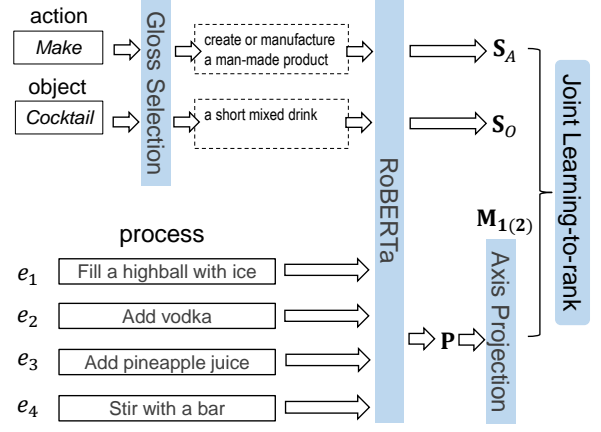 action
Make
object
Cocktail
Gloss Selection
create or manufacture
a man-made product
a short mixed drink
RoBERTa
S_A
S_O
Joint Learning-to-rank
process
e_1
Fill a highball with ice
e_2
Add vodka
e_3
Add pineapple juice
e_4
Stir with a bar
P
M_1(2)
Axis Projection